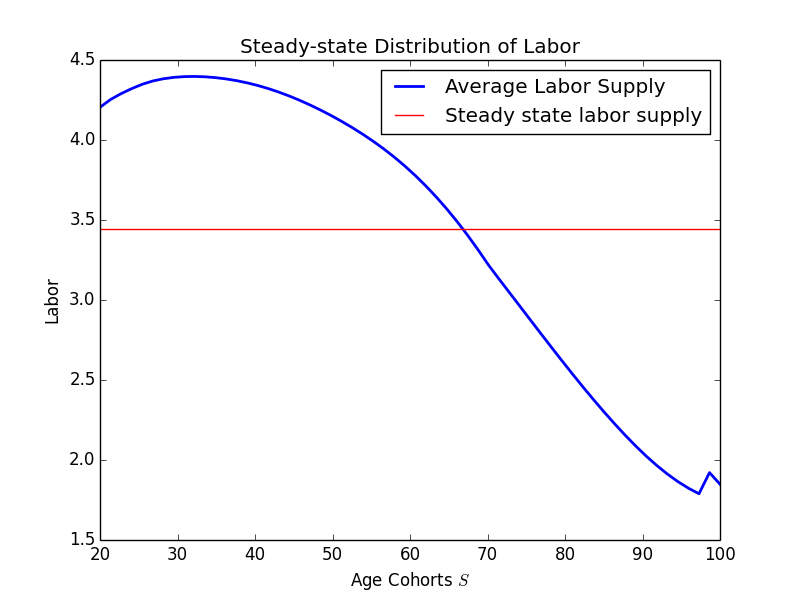 Steady-state Distribution of Labor
Average Labor Supply
Steady state labor supply
4.5
4.0
3.5
3.0
2.5
2.0
1.5
Labor
20 30 40 50 60 70 80 90 100
Age Cohorts S